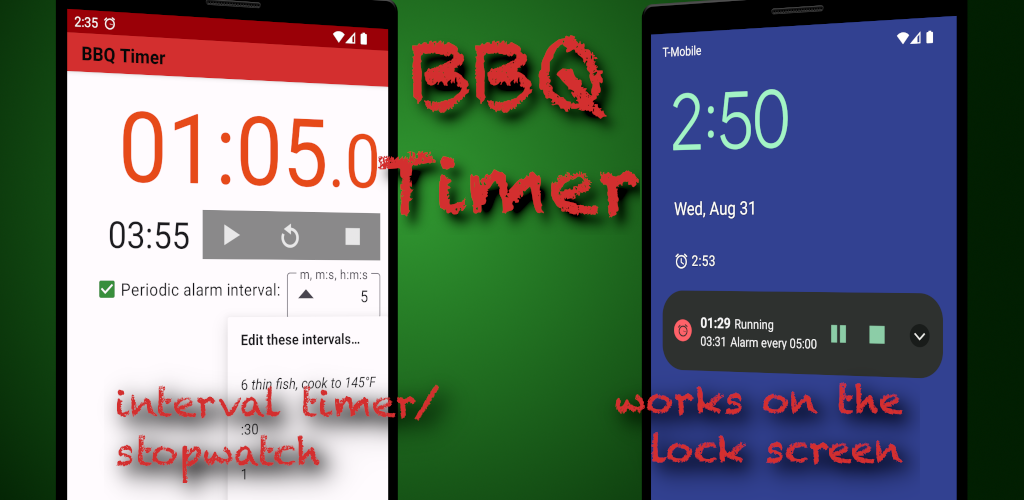 2:35
BBQ Timer
01:05.0
03:55
Periodic alarm interval:
m, m:s, h:m:s
5
Edit these intervals…
6 thin fish, cook to 145°F
:30
1
interval timer/
stopwatch
BBQ
Timer
T-Mobile
2:50
Wed, Aug 31
2:53
01:29 Running
03:31 Alarm every 05:00
works on the
lock screen